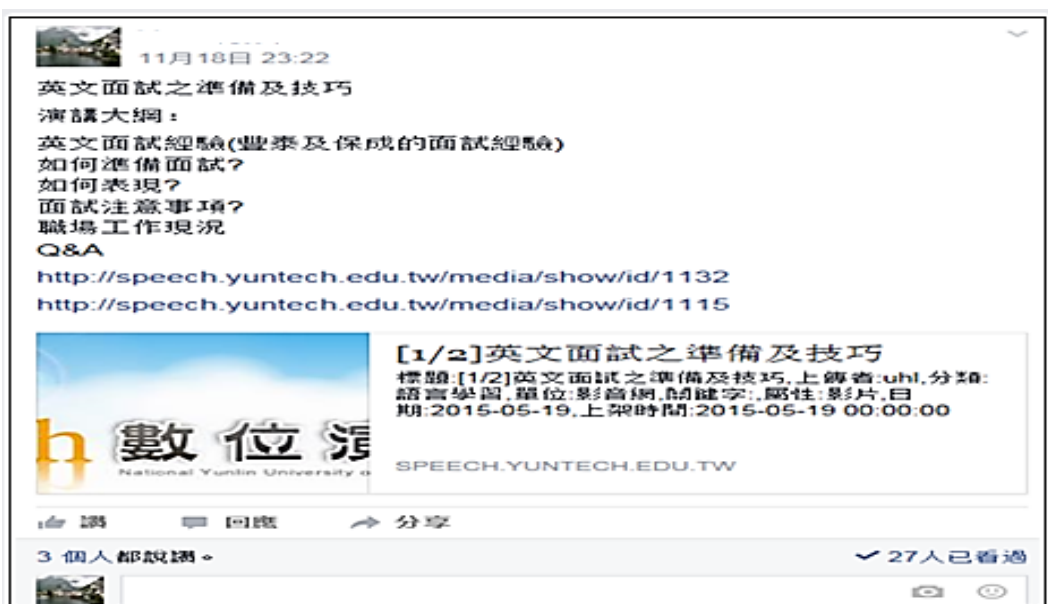 11月18日 23:22
英文面試之準備及技巧
演講大綱：
英文面試經驗(豐泰及保成的面試經驗)
如何準備面試?
如何表現?
面試注意事項?
職場工作現況
Q&A
http://speech.yuntech.edu.tw/media/show/id/1132
http://speech.yuntech.edu.tw/media/show/id/1115
[1/2]英文面試之準備及技巧
標題:[1/2]英文面試之準備及技巧,上傳者:uhl,分類:
語言學習,單位:影音網,關鍵字:,屬性:影片,日
期:2015-05-19,上架時間:2015-05-19 00:00:00
h 數位演
National Yunlin University o
SPEECH.YUNTECH.EDU.TW
讚 回應 分享
3 個人都說讚。
27人已看過